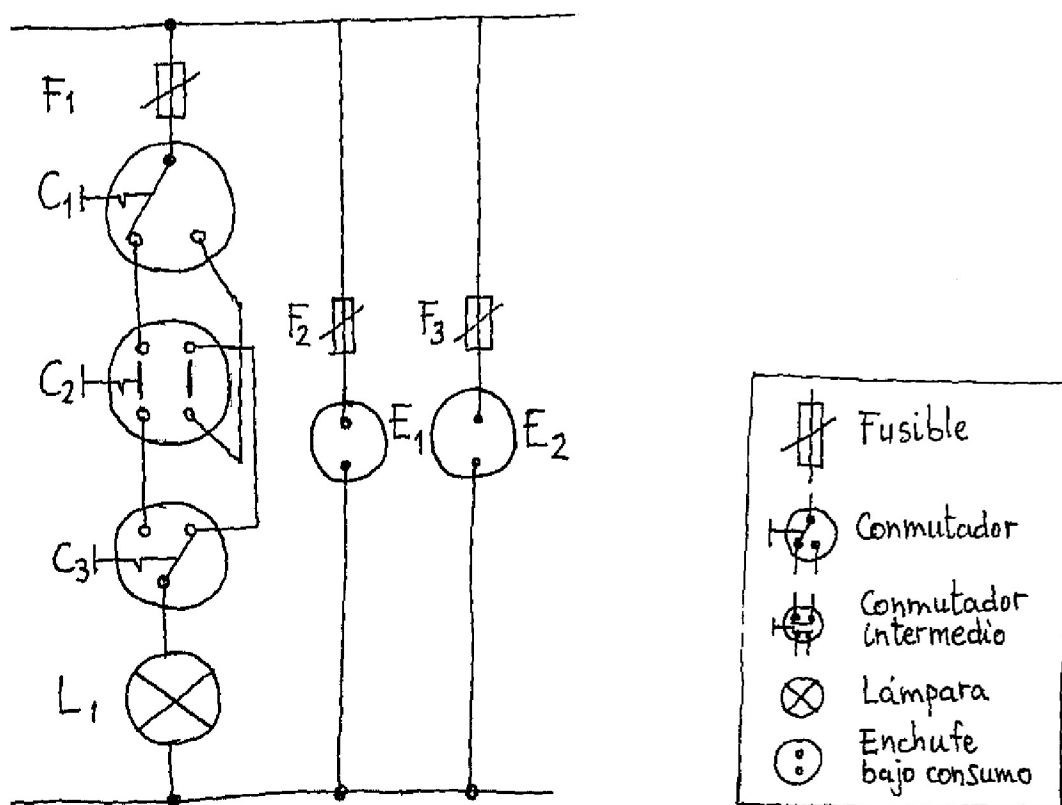 F1
C1
F2
F3
C2
E1
E2
C3
L1
Fusible
Conmutador
Conmutador
intermedio
Lámpara
Enchufe
bajo consumo